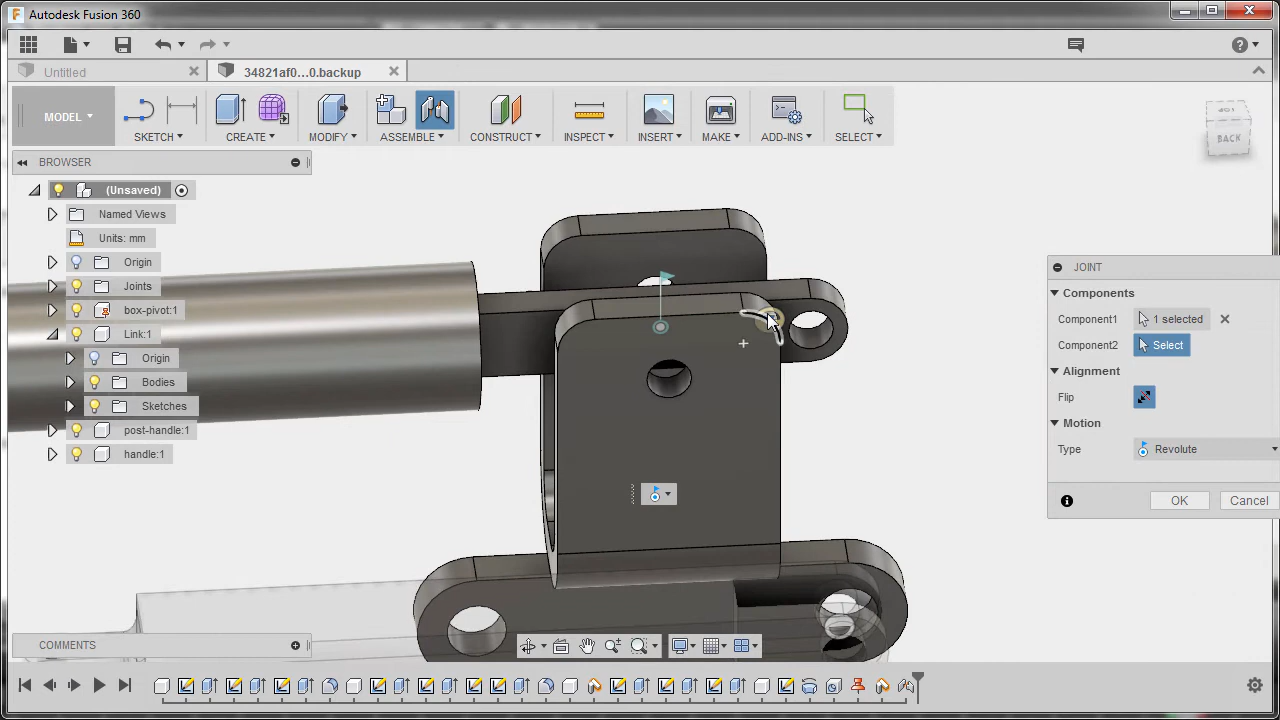 Autodesk Fusion 360
Untitled
34821af0...0.backup
MODEL
SKETCH
CREATE
MODIFY
ASSEMBLE
CONSTRUCT
INSPECT
INSERT
MAKE
ADD-INS
SELECT
TOP
BACK
BROWSER
(Unsaved)
Named Views
Units: mm
Origin
Joints
box-pivot:1
Link:1
Origin
Bodies
Sketches
post-handle:1
handle:1
JOINT
Components
Component1 1 selected
Component2 Select
Alignment
Flip
Motion
Type Revolute
OK Cancel
COMMENTS